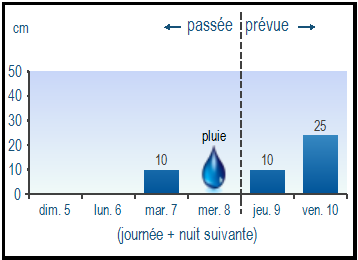 cm
← passée prévue →
50
40
30
20
10
0
10
pluie
10
25
dim. 5 lun. 6 mar. 7 mer. 8 jeu. 9 ven. 10
(journée + nuit suivante)